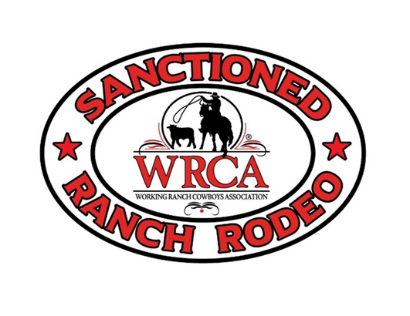 SANCTIONED
®
WRCA
WORKING RANCH COWBOYS ASSOCIATION
RANCH RODEO